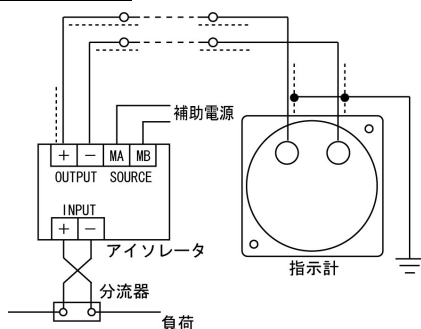 補助電源
+ − MA MB
OUTPUT SOURCE
INPUT
+ −
アイソレータ
指示計
分流器
負荷